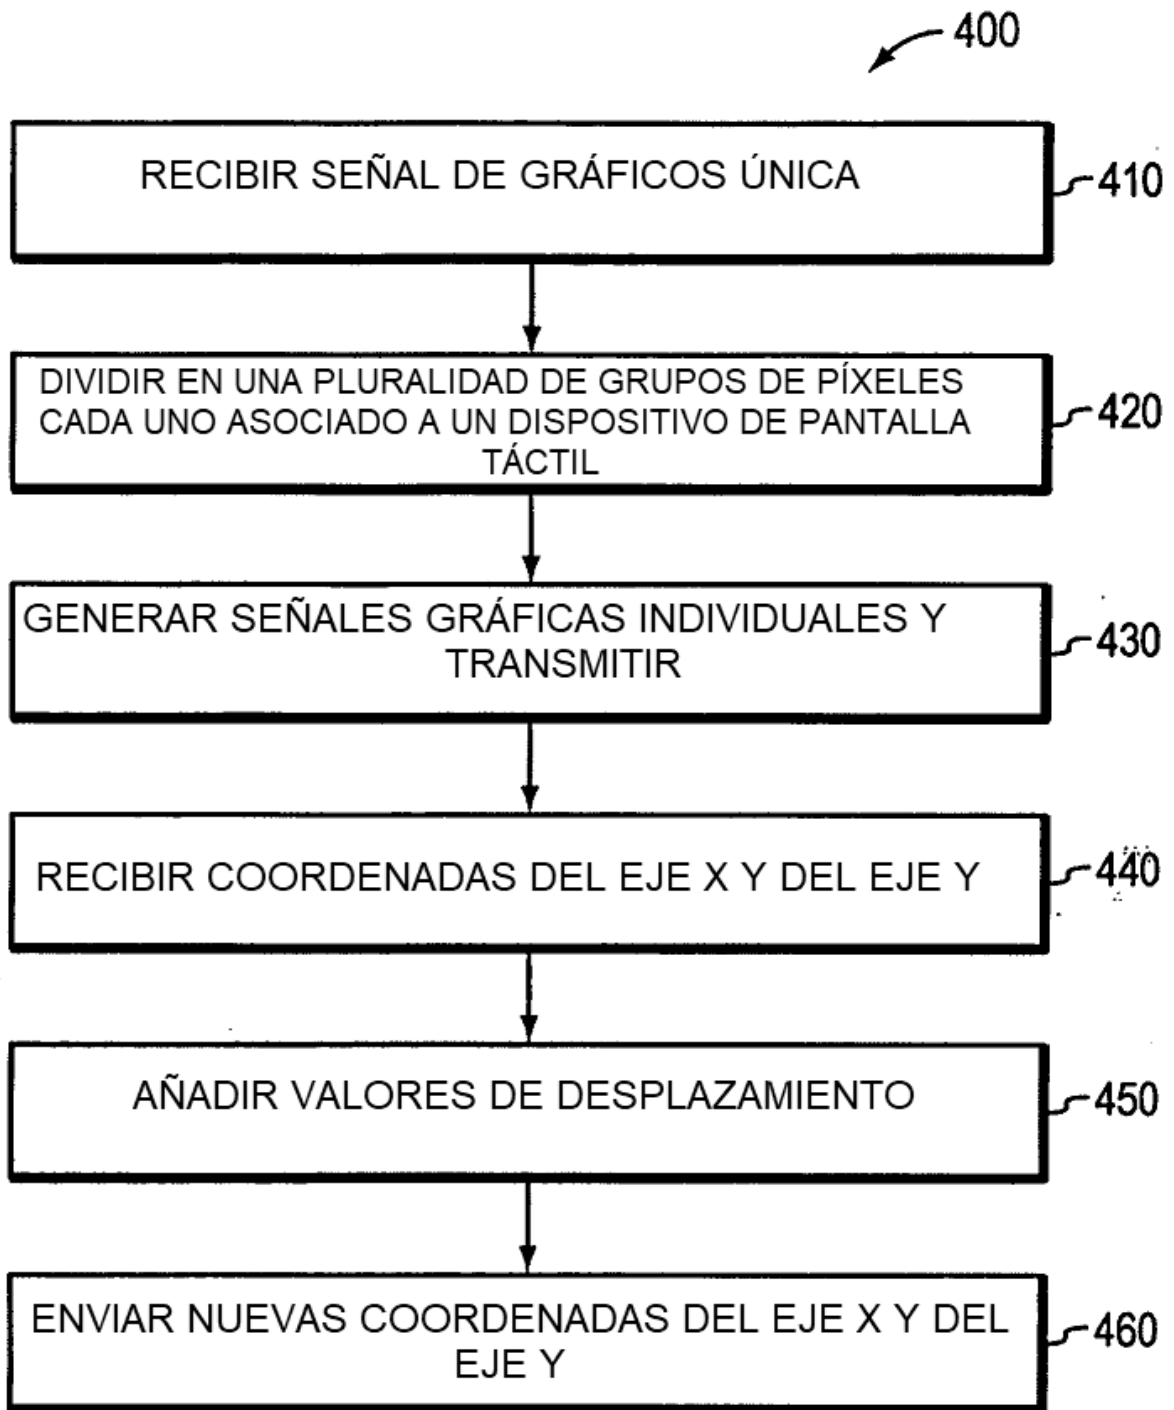 400
RECIBIR SEÑAL DE GRÁFICOS ÚNICA
410
DIVIDIR EN UNA PLURALIDAD DE GRUPOS DE PÍXELES
CADA UNO ASOCIADO A UN DISPOSITIVO DE PANTALLA
TÁCTIL
420
GENERAR SEÑALES GRÁFICAS INDIVIDUALES Y
TRANSMITIR
430
RECIBIR COORDENADAS DEL EJE X Y DEL EJE Y
440
AÑADIR VALORES DE DESPLAZAMIENTO
450
ENVIAR NUEVAS COORDENADAS DEL EJE X Y DEL
EJE Y
460